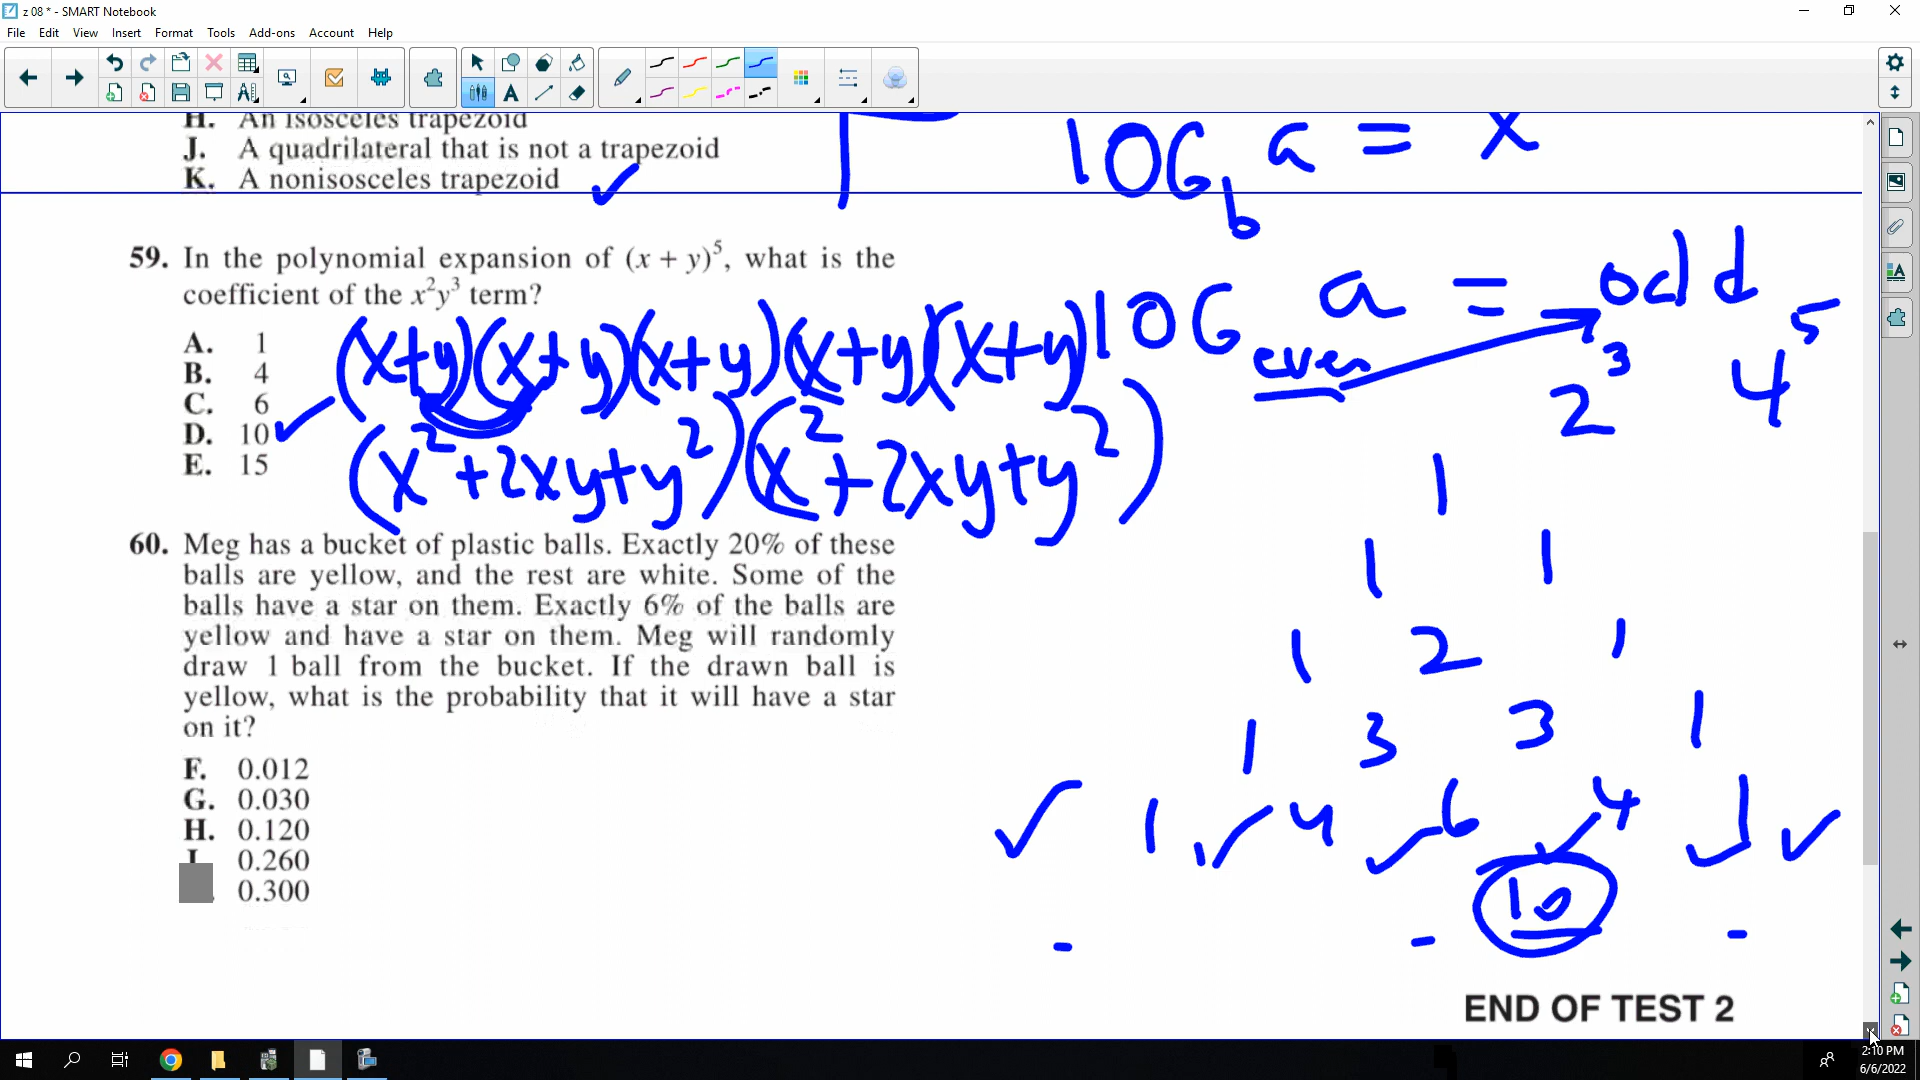 z 08 * - SMART Notebook
File Edit View Insert Format Tools Add-ons Account Help
H. An isosceles trapezoid
J. A quadrilateral that is not a trapezoid
K. A nonisosceles trapezoid
log_b a = x
59. In the polynomial expansion of (x + y)^5, what is the
coefficient of the x^2y^3 term?
A. 1
B. 4
C. 6
D. 10
E. 15
log_even a = odd
2^3 4^5
(x+y)(x+y)(x+y)(x+y)(x+y)
(x^2+2xy+y^2)(x^2+2xy+y^2)
60. Meg has a bucket of plastic balls. Exactly 20% of these
balls are yellow, and the rest are white. Some of the
balls have a star on them. Exactly 6% of the balls are
yellow and have a star on them. Meg will randomly
draw 1 ball from the bucket. If the drawn ball is
yellow, what is the probability that it will have a star
on it?
F. 0.012
G. 0.030
H. 0.120
0.260
0.300
1
1 1
1 2 1
1 3 3 1
1 4 6 4 1
10
END OF TEST 2
2:10 PM
6/6/2022